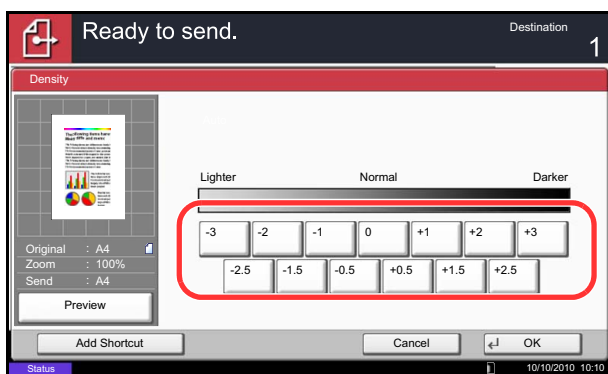 Ready to send.
Destination
1
Density
Lighter Normal Darker
-3 -2 -1 0 +1 +2 +3
-2.5 -1.5 -0.5 +0.5 +1.5 +2.5
Original : A4
Zoom : 100%
Send : A4
Preview
Add Shortcut Cancel OK
Status 10/10/2010 10:10